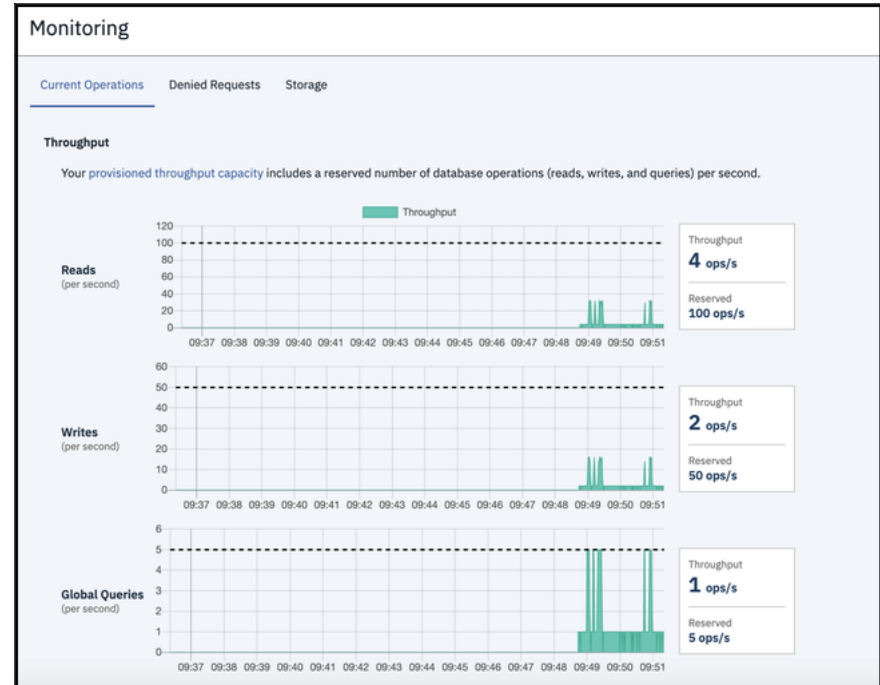 Monitoring
Current Operations Denied Requests Storage
Throughput
Your provisioned throughput capacity includes a reserved number of database operations (reads, writes, and queries) per second.
Throughput
120
100
80
60
40
20
0
Reads
(per second)
09:37 09:38 09:39 09:40 09:41 09:42 09:43 09:44 09:45 09:46 09:47 09:48 09:49 09:50 09:51
Throughput
4 ops/s
Reserved
100 ops/s
60
50
40
30
20
10
0
Writes
(per second)
09:37 09:38 09:39 09:40 09:41 09:42 09:43 09:44 09:45 09:46 09:47 09:48 09:49 09:50 09:51
Throughput
2 ops/s
Reserved
50 ops/s
6
5
4
3
2
1
0
Global Queries
(per second)
09:37 09:38 09:39 09:40 09:41 09:42 09:43 09:44 09:45 09:46 09:47 09:48 09:49 09:50 09:51
Throughput
1 ops/s
Reserved
5 ops/s